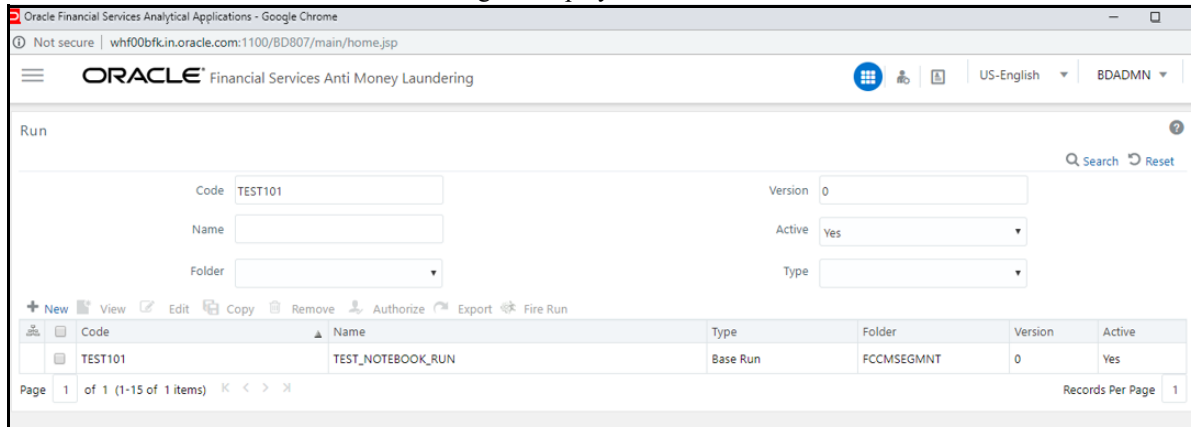 Oracle Financial Services Analytical Applications - Google Chrome
Not secure | whf00bfk.in.oracle.com:1100/BD807/main/home.jsp
ORACLE Financial Services Anti Money Laundering US-English BDADMN
Run
Search Reset
Code TEST101 Version 0
Name Active Yes
Folder Type
New View Edit Copy Remove Authorize Export Fire Run
Code Name Type Folder Version Active
TEST101 TEST_NOTEBOOK_RUN Base Run FCCMSEGMNT 0 Yes
Page 1 of 1 (1-15 of 1 items) Records Per Page 1